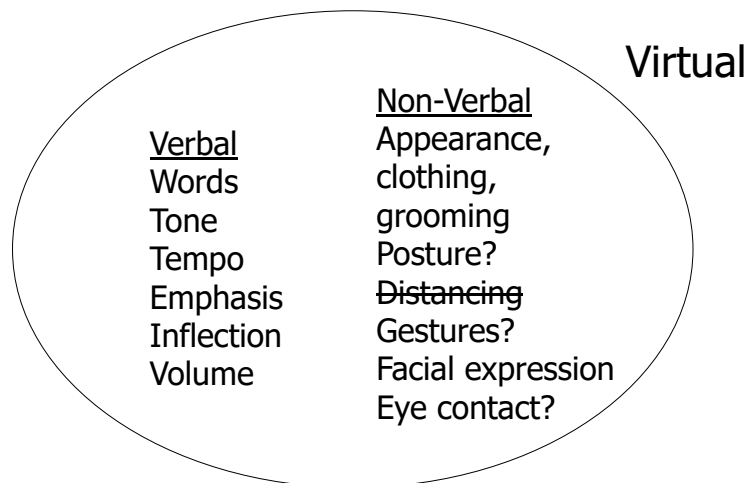 Virtual
Verbal
Words
Tone
Tempo
Emphasis
Inflection
Volume
Non-Verbal
Appearance,
clothing,
grooming
Posture?
Distancing
Gestures?
Facial expression
Eye contact?